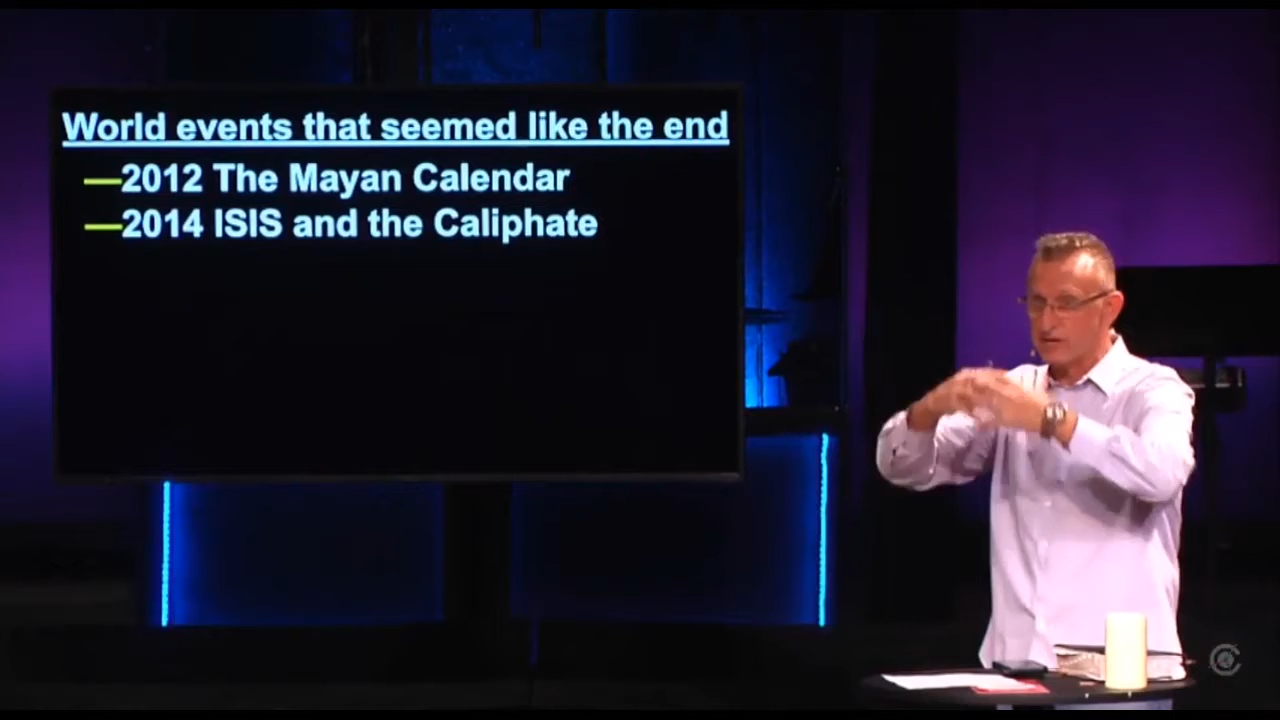 World events that seemed like the end
—2012 The Mayan Calendar
—2014 ISIS and the Caliphate